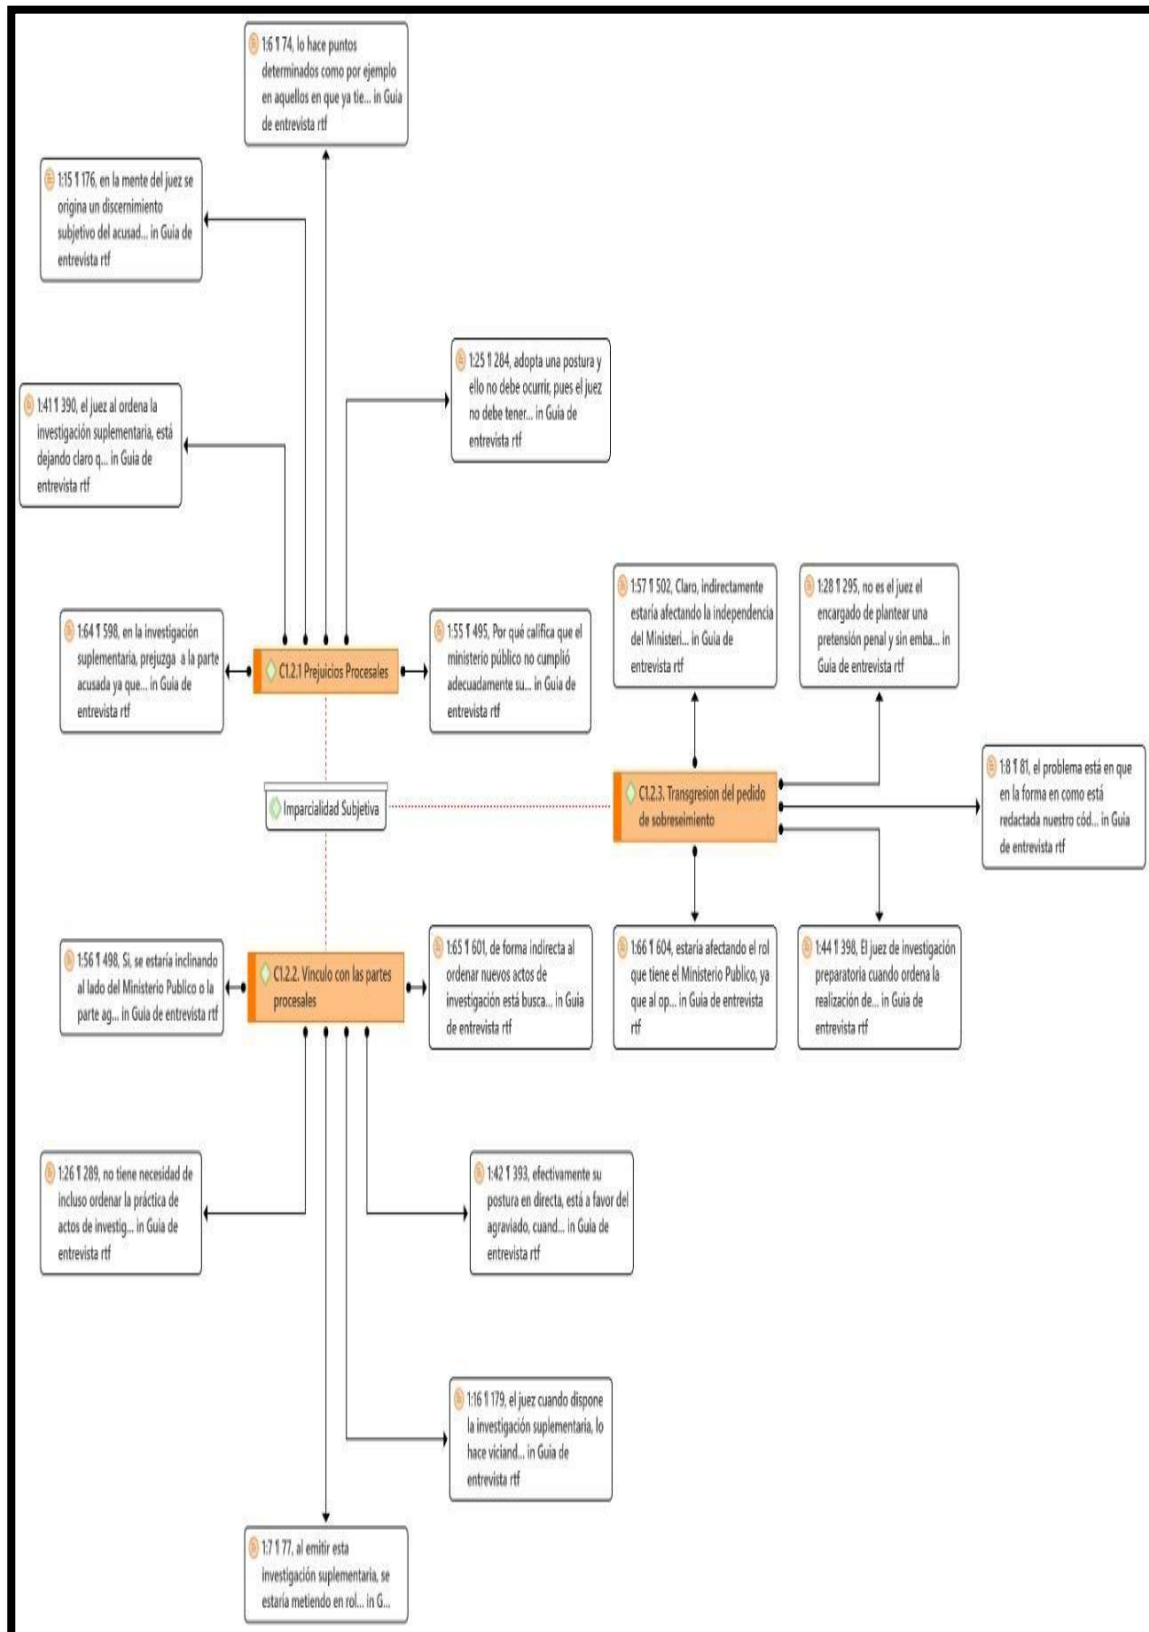 1:6 ¶ 74, lo hace puntos
determinados como por ejemplo
en aquellos en que ya tie... in Guia
de entrevista rtf
1:15 ¶ 176, en la mente del juez se
origina un discernimiento
subjetivo del acusad... in Guia de
entrevista rtf
1:25 ¶ 284, adopta una postura y
ello no debe ocurrir, pues el juez
no debe tener... in Guia de
entrevista rtf
1:41 ¶ 390, el juez al ordena la
investigación suplementaria, está
dejando claro q... in Guia de
entrevista rtf
1:64 ¶ 598, en la investigación
suplementaria, prejuzga a la parte
acusada ya que... in Guia de
entrevista rtf
C1.2.1 Prejuicios Procesales
1:55 ¶ 495, Por qué califica que el
ministerio público no cumplió
adecuadamente su... in Guia de
entrevista rtf
1:57 ¶ 502, Claro, indirectamente
estaría afectando la independencia
del Ministeri... in Guia de
entrevista rtf
1:28 ¶ 295, no es el juez el
encargado de plantear una
pretensión penal y sin emba... in
Guia de entrevista rtf
Imparcialidad Subjetiva
C1.2.3. Transgresion del pedido
de sobreseimiento
1:8 ¶ 81, el problema está en que
en la forma en como está
redactada nuestro cód... in Guia
de entrevista rtf
1:56 ¶ 498, Si, se estaría inclinando
al lado del Ministerio Publico o la
parte ag... in Guia de entrevista rtf
C1.2.2. Vinculo con las partes
procesales
1:65 ¶ 601, de forma indirecta al
ordenar nuevos actos de
investigación está busca... in Guia
de entrevista rtf
1:66 ¶ 604, estaría afectando el rol
que tiene el Ministerio Publico, ya
que al op... in Guia de entrevista
rtf
1:44 ¶ 398, El juez de investigación
preparatoria cuando ordena la
realización de... in Guia de
entrevista rtf
1:26 ¶ 289, no tiene necesidad de
incluso ordenar la práctica de
actos de investig... in Guia de
entrevista rtf
1:42 ¶ 393, efectivamente su
postura en directa, está a favor del
agraviado, cuand... in Guia de
entrevista rtf
1:16 ¶ 179, el juez cuando dispone
la investigación suplementaria, lo
hace viciand... in Guia de
entrevista rtf
1:7 ¶ 77, al emitir esta
investigación suplementaria, se
estaría metiendo en rol... in G...